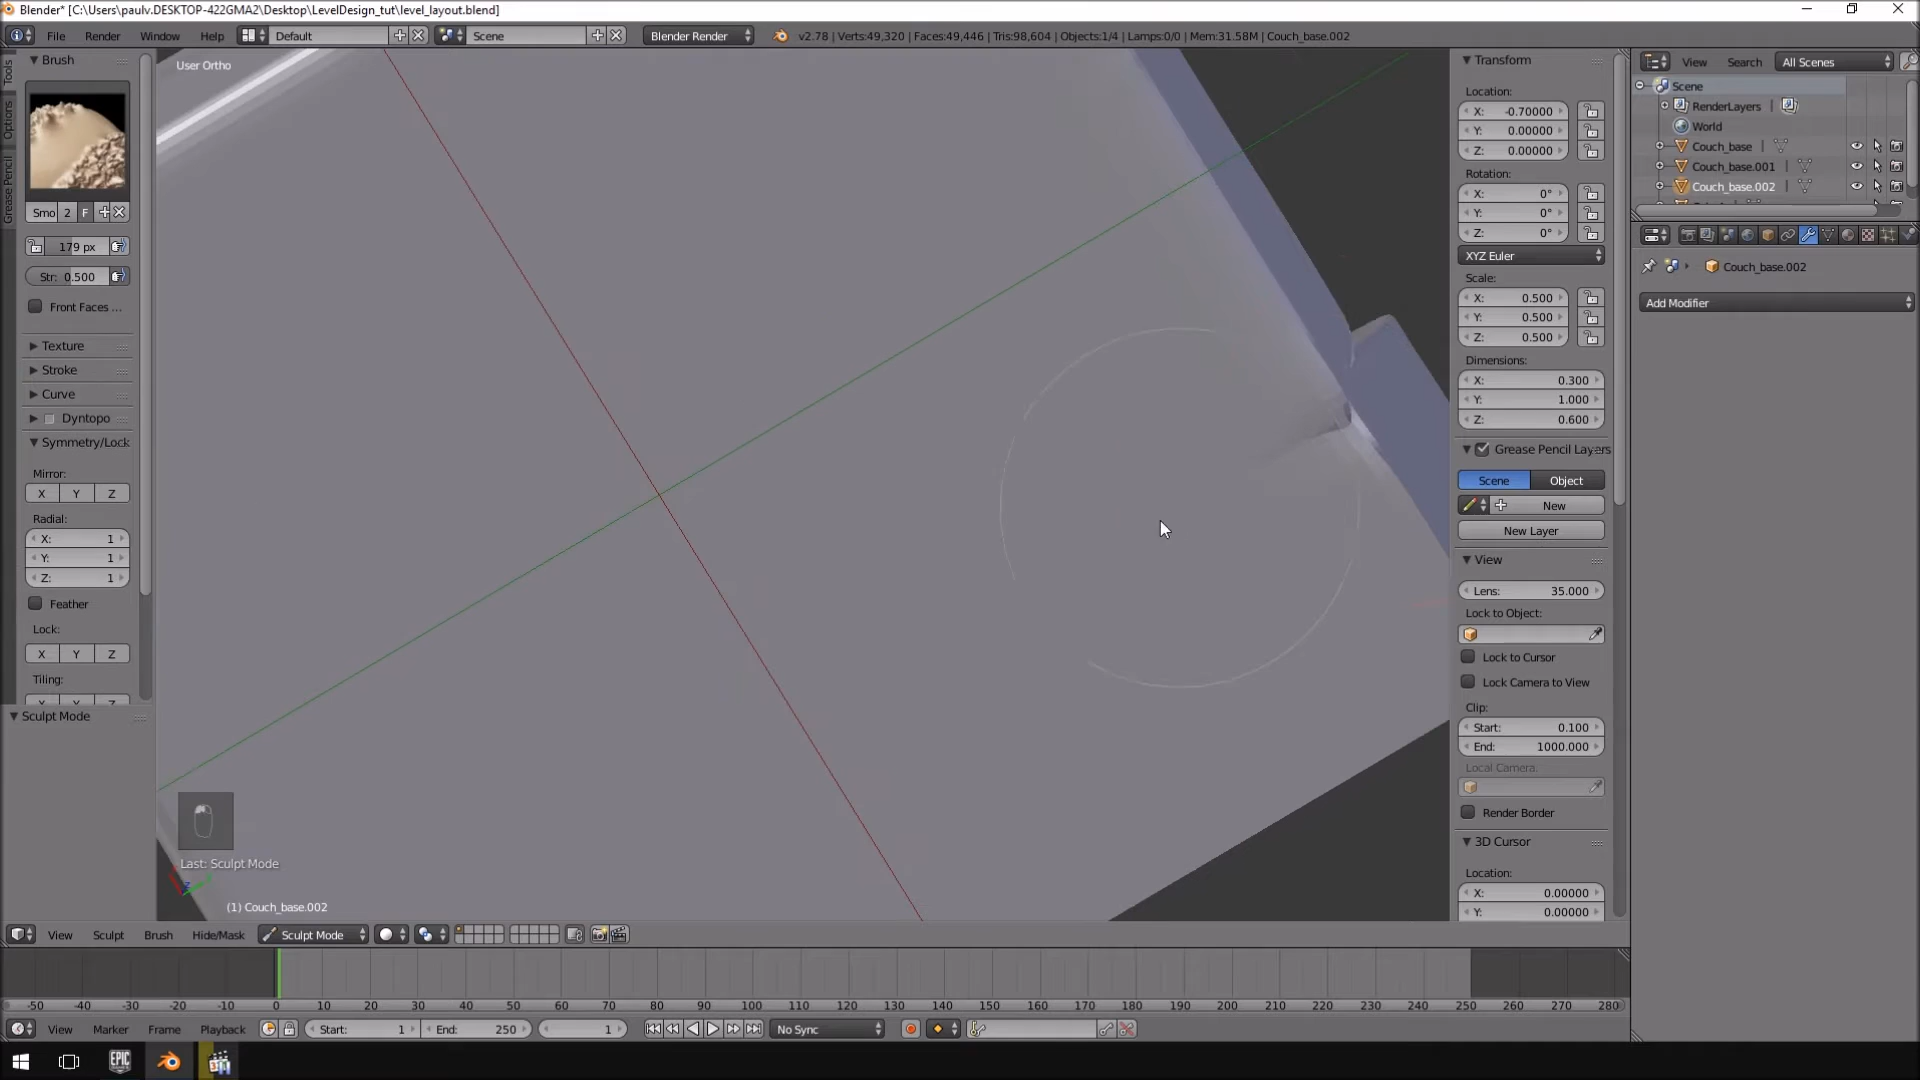 Blender* [C:\Users\paulv.DESKTOP-422GMA2\Desktop\LevelDesign_tut\level_layout.blend]
File Render Window Help Default Scene Blender Render v2.78 | Verts:49,320 | Faces:49,446 | Tris:98,604 | Objects:1/4 | Lamps:0/0 | Mem:31.58M | Couch_base.002
Tools
Options
Grease Pencil
Brush
Smo 2 F
179 px
Str: 0.500
Front Faces ...
Texture
Stroke
Curve
Dyntopo
Symmetry/Lock
Mirror:
X Y Z
Radial:
X: 1
Y: 1
Z: 1
Feather
Lock:
X Y Z
Tiling:
Sculpt Mode
User Ortho
Last: Sculpt Mode
(1) Couch_base.002
Transform
Location:
X: -0.70000
Y: 0.00000
Z: 0.00000
Rotation:
X: 0°
Y: 0°
Z: 0°
XYZ Euler
Scale:
X: 0.500
Y: 0.500
Z: 0.500
Dimensions:
X: 0.300
Y: 1.000
Z: 0.600
Grease Pencil Layers
Scene Object
New
New Layer
View
Lens: 35.000
Lock to Object:
Lock to Cursor
Lock Camera to View
Clip:
Start: 0.100
End: 1000.000
Local Camera:
Render Border
3D Cursor
Location:
X: 0.00000
Y: 0.00000
View Search All Scenes
Scene
RenderLayers
World
Couch_base
Couch_base.001
Couch_base.002
Couch_base.002
Add Modifier
View Sculpt Brush Hide/Mask Sculpt Mode
-50 -40 -30 -20 -10 0 10 20 30 40 50 60 70 80 90 100 110 120 130 140 150 160 170 180 190 200 210 220 230 240 250 260 270 280
View Marker Frame Playback Start: 1 End: 250 1 No Sync
EPIC